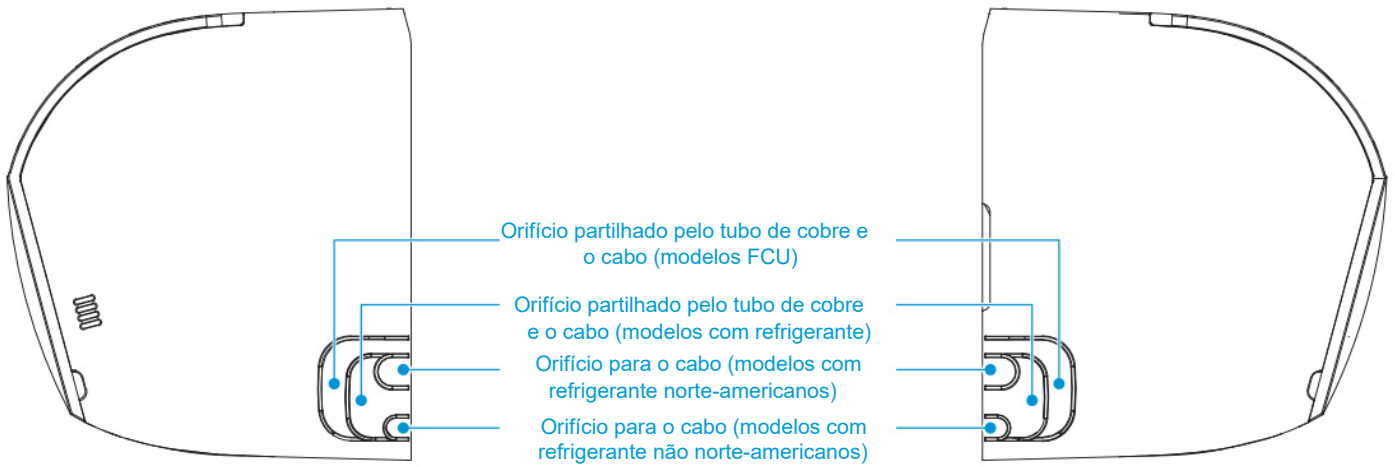 Orifício partilhado pelo tubo de cobre e
o cabo (modelos FCU)
Orifício partilhado pelo tubo de cobre
e o cabo (modelos com refrigerante)
Orifício para o cabo (modelos com
refrigerante norte-americanos)
Orifício para o cabo (modelos com
refrigerante não norte-americanos)